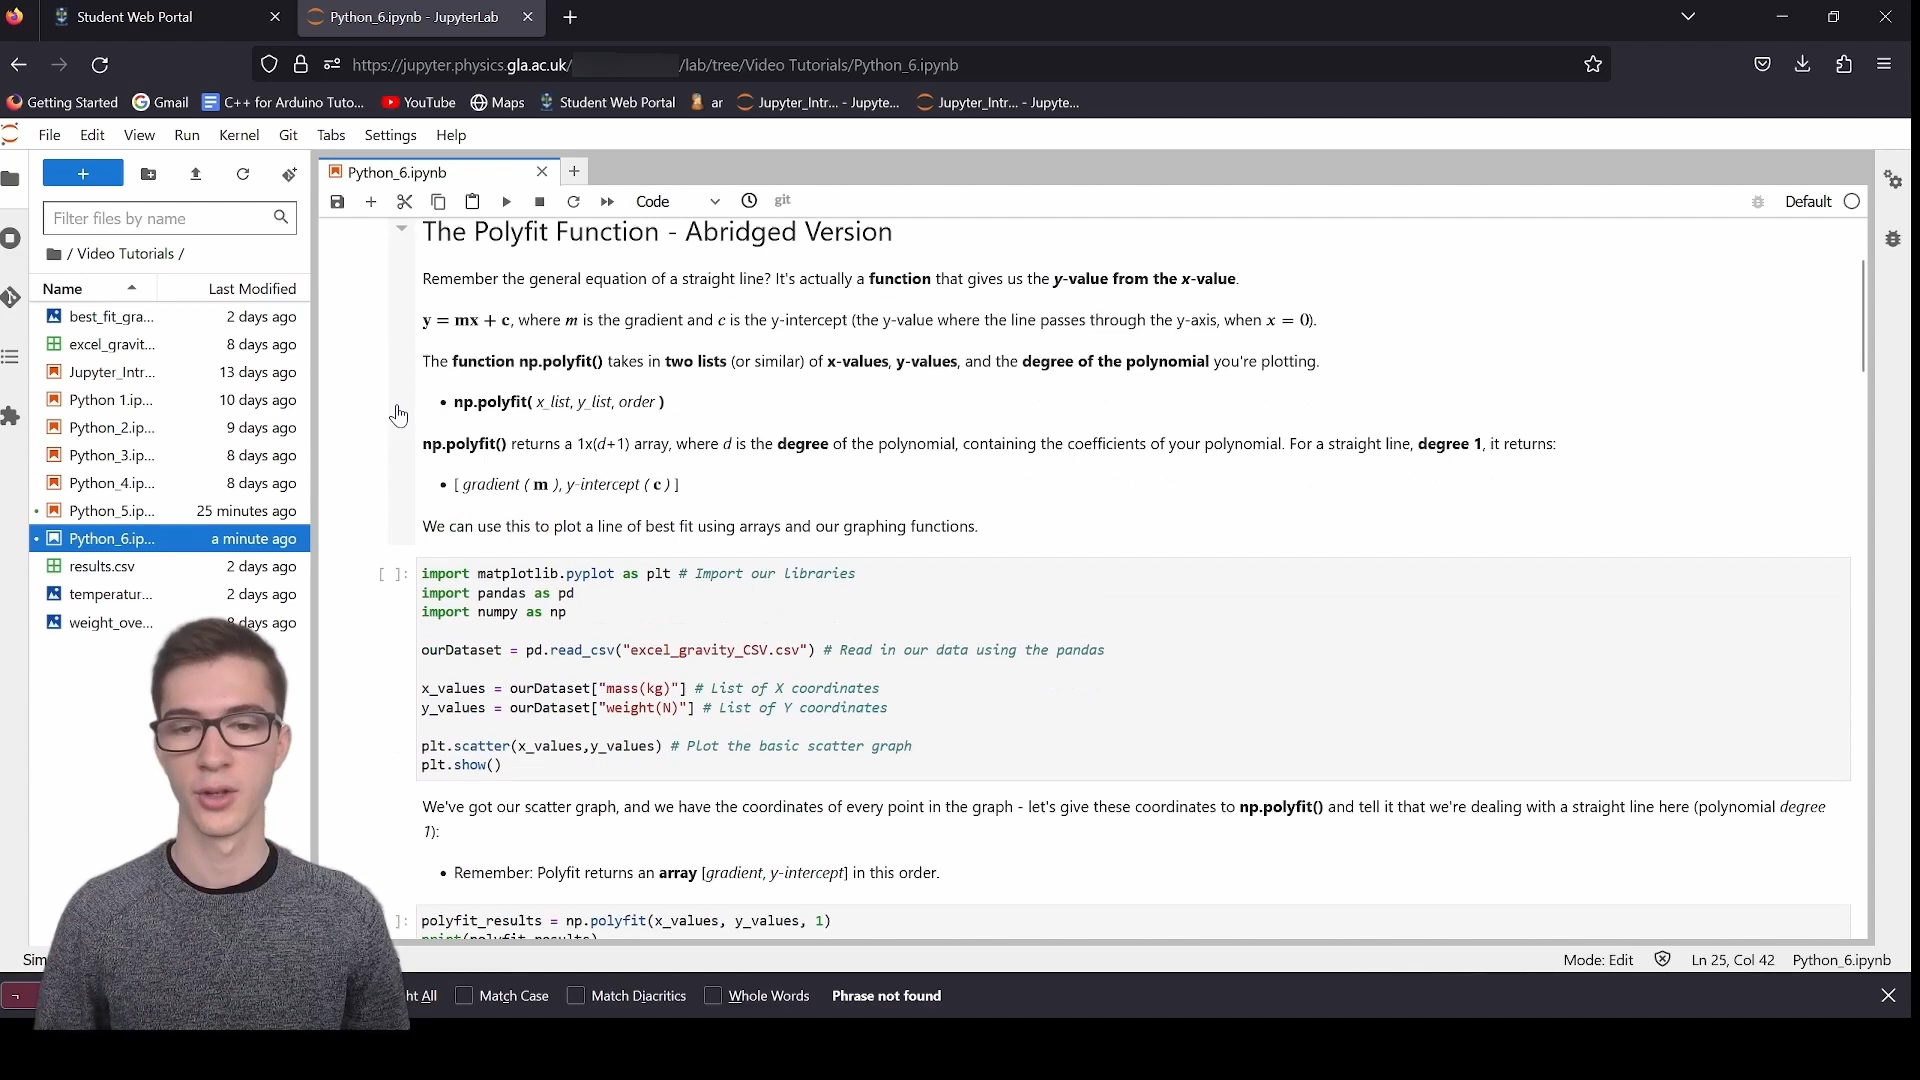 Student Web Portal
Python_6.ipynb - JupyterLab
https://jupyter.physics.gla.ac.uk/ /lab/tree/Video Tutorials/Python_6.ipynb
Getting Started Gmail C++ for Arduino Tuto... YouTube Maps Student Web Portal ar Jupyter_Intr... - Jupyte... Jupyter_Intr... - Jupyte...
File Edit View Run Kernel Git Tabs Settings Help
Python_6.ipynb
Code git Default
Filter files by name
/ Video Tutorials /
Name Last Modified
best_fit_gra... 2 days ago
excel_gravit... 8 days ago
Jupyter_Intr... 13 days ago
Python 1.ip... 10 days ago
Python_2.ip... 9 days ago
Python_3.ip... 8 days ago
Python_4.ip... 8 days ago
Python_5.ip... 25 minutes ago
Python_6.ip... a minute ago
results.csv 2 days ago
temperatur... 2 days ago
weight_ove... days ago
The Polyfit Function - Abridged Version
Remember the general equation of a straight line? It's actually a function that gives us the y-value from the x-value.
y = mx + c, where m is the gradient and c is the y-intercept (the y-value where the line passes through the y-axis, when x = 0).
The function np.polyfit() takes in two lists (or similar) of x-values, y-values, and the degree of the polynomial you're plotting.
• np.polyfit( x_list, y_list, order )
np.polyfit() returns a 1x(d+1) array, where d is the degree of the polynomial, containing the coefficients of your polynomial. For a straight line, degree 1, it returns:
• [ gradient ( m ), y-intercept ( c ) ]
We can use this to plot a line of best fit using arrays and our graphing functions.
[ ]: import matplotlib.pyplot as plt # Import our libraries
import pandas as pd
import numpy as np
ourDataset = pd.read_csv("excel_gravity_CSV.csv") # Read in our data using the pandas
x_values = ourDataset["mass(kg)"] # List of X coordinates
y_values = ourDataset["weight(N)"] # List of Y coordinates
plt.scatter(x_values,y_values) # Plot the basic scatter graph
plt.show()
We've got our scatter graph, and we have the coordinates of every point in the graph - let's give these coordinates to np.polyfit() and tell it that we're dealing with a straight line here (polynomial degree
1):
• Remember: Polyfit returns an array [gradient, y-intercept] in this order.
]: polyfit_results = np.polyfit(x_values, y_values, 1)
print(polyfit_results)
Sim Mode: Edit Ln 25, Col 42 Python_6.ipynb
ht All Match Case Match Diacritics Whole Words Phrase not found